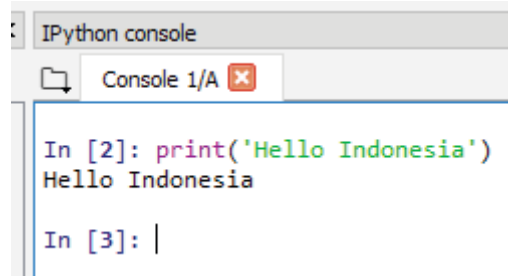 IPython console
Console 1/A
In [2]: print('Hello Indonesia')
Hello Indonesia
In [3]: